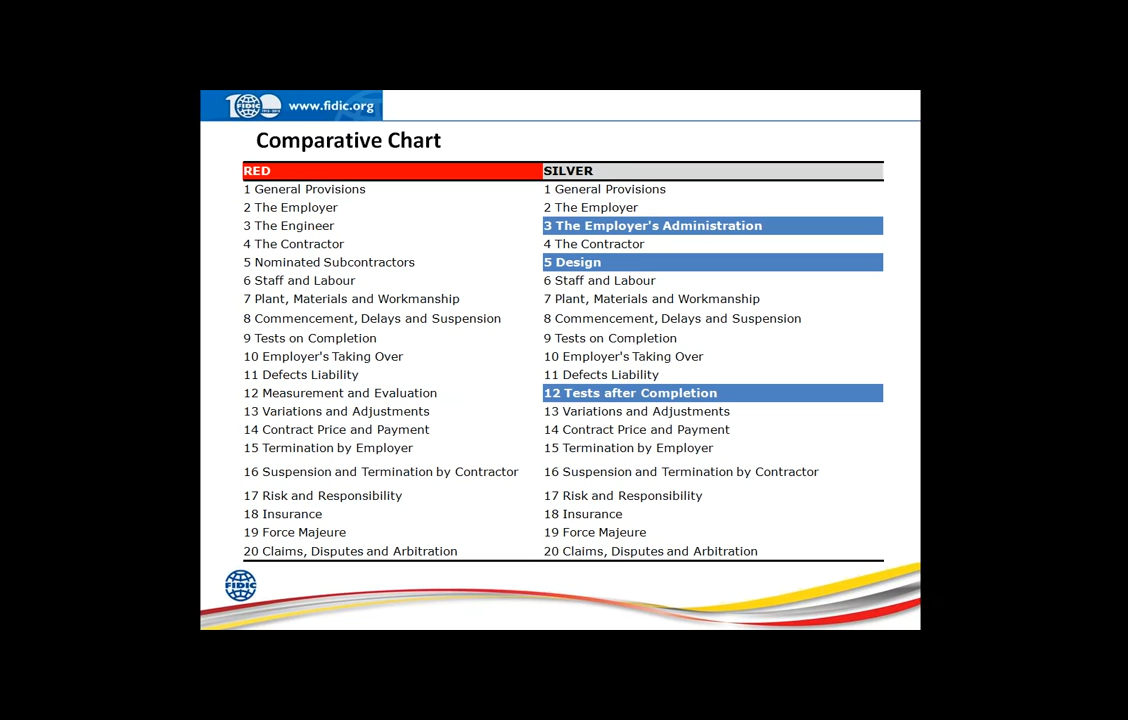 100 FIDIC www.fidic.org
Comparative Chart
RED SILVER
1 General Provisions 1 General Provisions
2 The Employer 2 The Employer
3 The Engineer 3 The Employer's Administration
4 The Contractor 4 The Contractor
5 Nominated Subcontractors 5 Design
6 Staff and Labour 6 Staff and Labour
7 Plant, Materials and Workmanship 7 Plant, Materials and Workmanship
8 Commencement, Delays and Suspension 8 Commencement, Delays and Suspension
9 Tests on Completion 9 Tests on Completion
10 Employer's Taking Over 10 Employer's Taking Over
11 Defects Liability 11 Defects Liability
12 Measurement and Evaluation 12 Tests after Completion
13 Variations and Adjustments 13 Variations and Adjustments
14 Contract Price and Payment 14 Contract Price and Payment
15 Termination by Employer 15 Termination by Employer
16 Suspension and Termination by Contractor 16 Suspension and Termination by Contractor
17 Risk and Responsibility 17 Risk and Responsibility
18 Insurance 18 Insurance
19 Force Majeure 19 Force Majeure
20 Claims, Disputes and Arbitration 20 Claims, Disputes and Arbitration
FIDIC